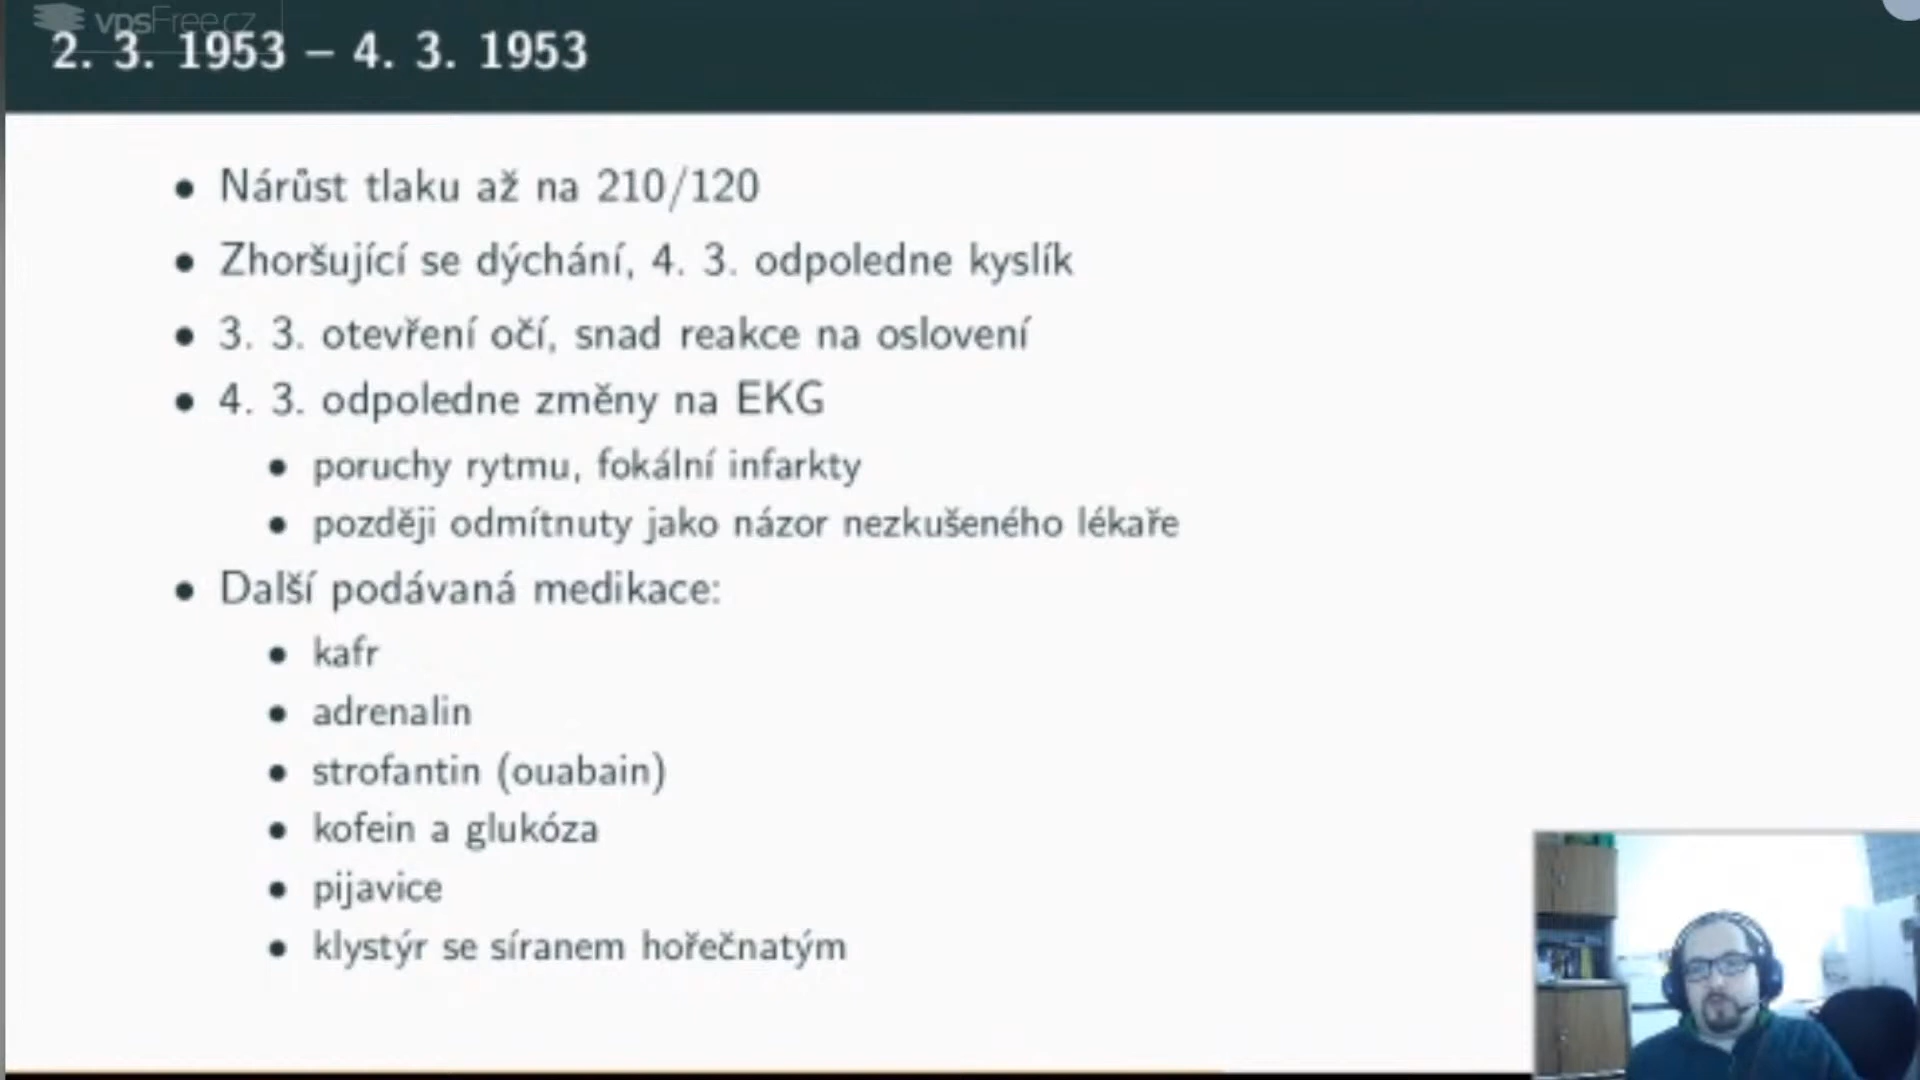 vpsFree.cz
2. 3. 1953 – 4. 3. 1953
• Nárůst tlaku až na 210/120
• Zhoršující se dýchání, 4. 3. odpoledne kyslík
• 3. 3. otevření očí, snad reakce na oslovení
• 4. 3. odpoledne změny na EKG
• poruchy rytmu, fokální infarkty
• později odmítnuty jako názor nezkušeného lékaře
• Další podávaná medikace:
• kafr
• adrenalin
• strofantin (ouabain)
• kofein a glukóza
• pijavice
• klystýr se síranem hořečnatým